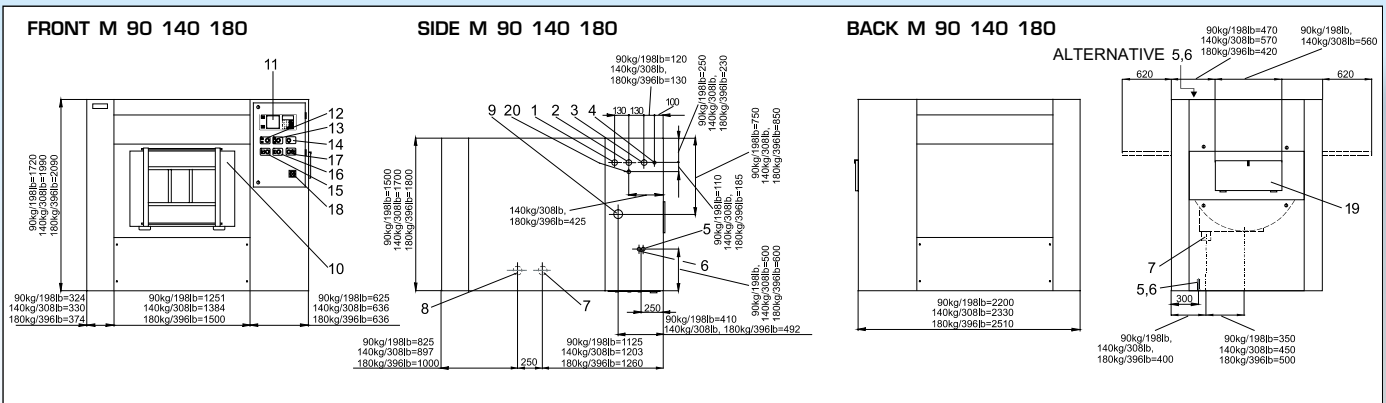 FRONT M 90 140 180
11
12
13
14
17
16
15
18
10
90kg/198lb=1720
140kg/308lb=1990
180kg/396lb=2090
90kg/198lb=324
140kg/308lb=330
180kg/396lb=374
90kg/198lb=1251
140kg/308lb=1384
180kg/396lb=1500
90kg/198lb=625
140kg/308lb=636
180kg/396lb=636
SIDE M 90 140 180
90kg/198lb=120
140kg/308lb,
180kg/396lb=130
9 20 1 2 3 4
130 130
100
90kg/198lb=250
140kg/308lb,
180kg/396lb=230
90kg/198lb=750
140kg/308lb,
180kg/396lb=850
90kg/198lb=1500
140kg/308lb=1700
180kg/396lb=1800
140kg/308lb,
180kg/396lb=425
90kg/198lb=110
140kg/308lb,
180kg/396lb=185
5
6
90kg/198lb,
140kg/308lb=500
180kg/396lb=600
8
7
250
90kg/198lb=410
140kg/308lb, 180kg/396lb=492
90kg/198lb=825
140kg/308lb=897
180kg/396lb=1000
250
90kg/198lb=1125
140kg/308lb=1203
180kg/396lb=1260
BACK M 90 140 180
90kg/198lb=470
140kg/308lb=570
180kg/396lb=420
90kg/198lb,
140kg/308lb=560
ALTERNATIVE 5,6
620
620
19
7
5,6
300
90kg/198lb=2200
140kg/308lb=2330
180kg/396lb=2510
90kg/198lb,
140kg/308lb,
180kg/396lb=400
90kg/198lb=350
140kg/308lb=450
180kg/396lb=500